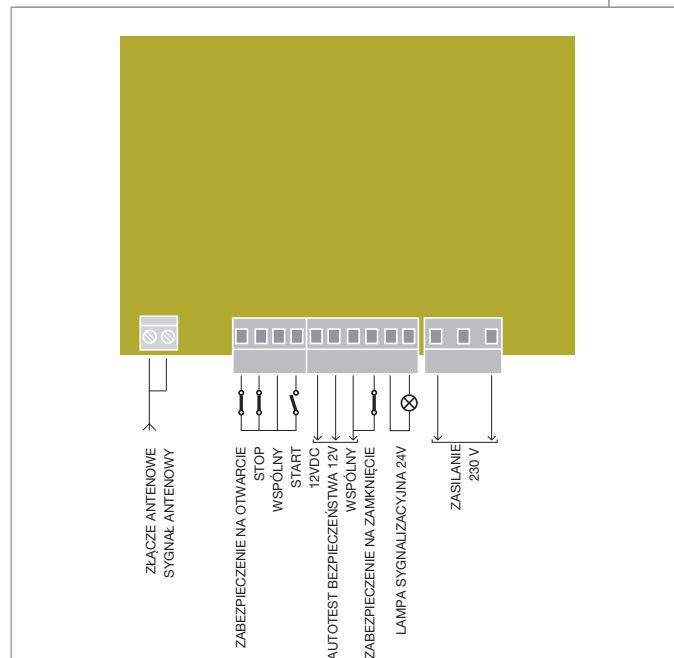 ZŁĄCZE ANTENOWE
SYGNAŁ ANTENOWY
ZABEZPIECZENIE NA OTWARCIE
STOP
WSPÓLNY
START
12VDC
AUTOTEST BEZPIECZEŃSTWA 12V
WSPÓLNY
ZABEZPIECZENIE NA ZAMKNIĘCIE
LAMPA SYGNALIZACYJNA 24V
ZASILANIE
230 V